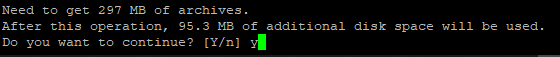 Need to get 297 MB of archives.
After this operation, 95.3 MB of additional disk space will be used.
Do you want to continue? [Y/n] y